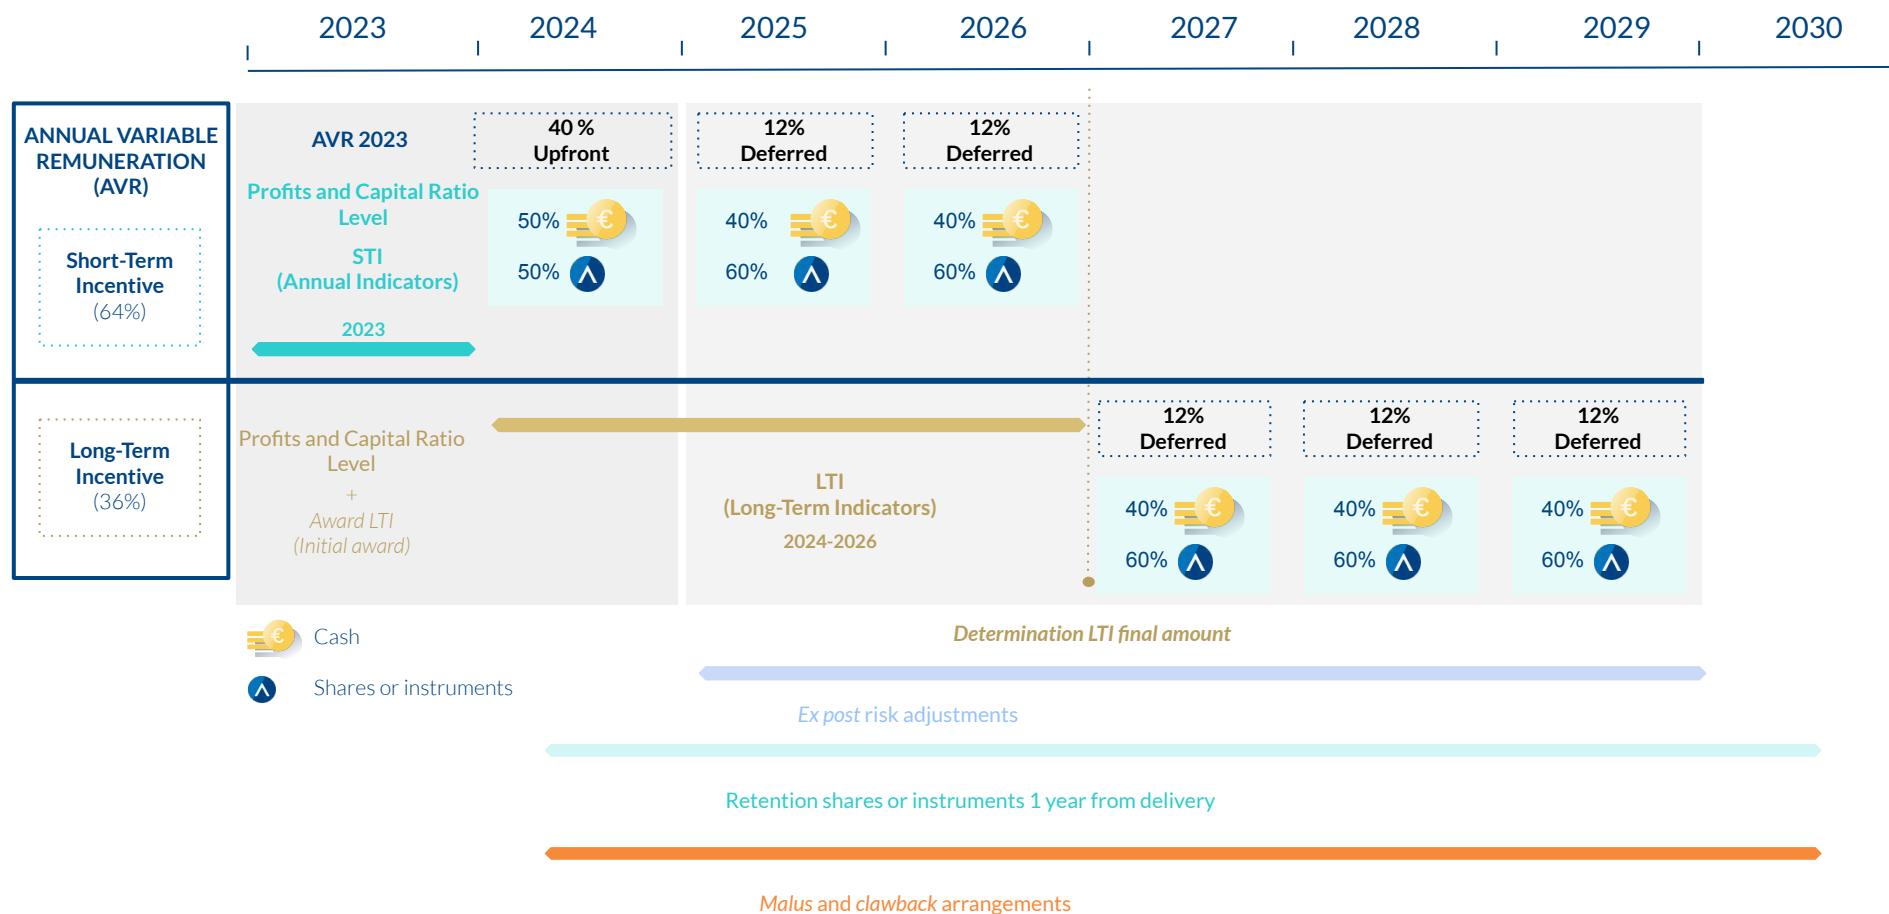 2023 2024 2025 2026 2027 2028 2029 2030
ANNUAL VARIABLE
REMUNERATION
(AVR)
Short-Term
Incentive
(64%)
AVR 2023
Profits and Capital Ratio
Level
STI
(Annual Indicators)
2023
40 %
Upfront
50%
€
50%
12%
Deferred
40%
€
60%
12%
Deferred
40%
€
60%
Long-Term
Incentive
(36%)
Profits and Capital Ratio
Level
+
Award LTI
(Initial award)
LTI
(Long-Term Indicators)
2024-2026
12%
Deferred
40%
€
60%
12%
Deferred
40%
€
60%
12%
Deferred
40%
€
60%
€ Cash
Shares or instruments
Determination LTI final amount
Ex post risk adjustments
Retention shares or instruments 1 year from delivery
Malus and clawback arrangements